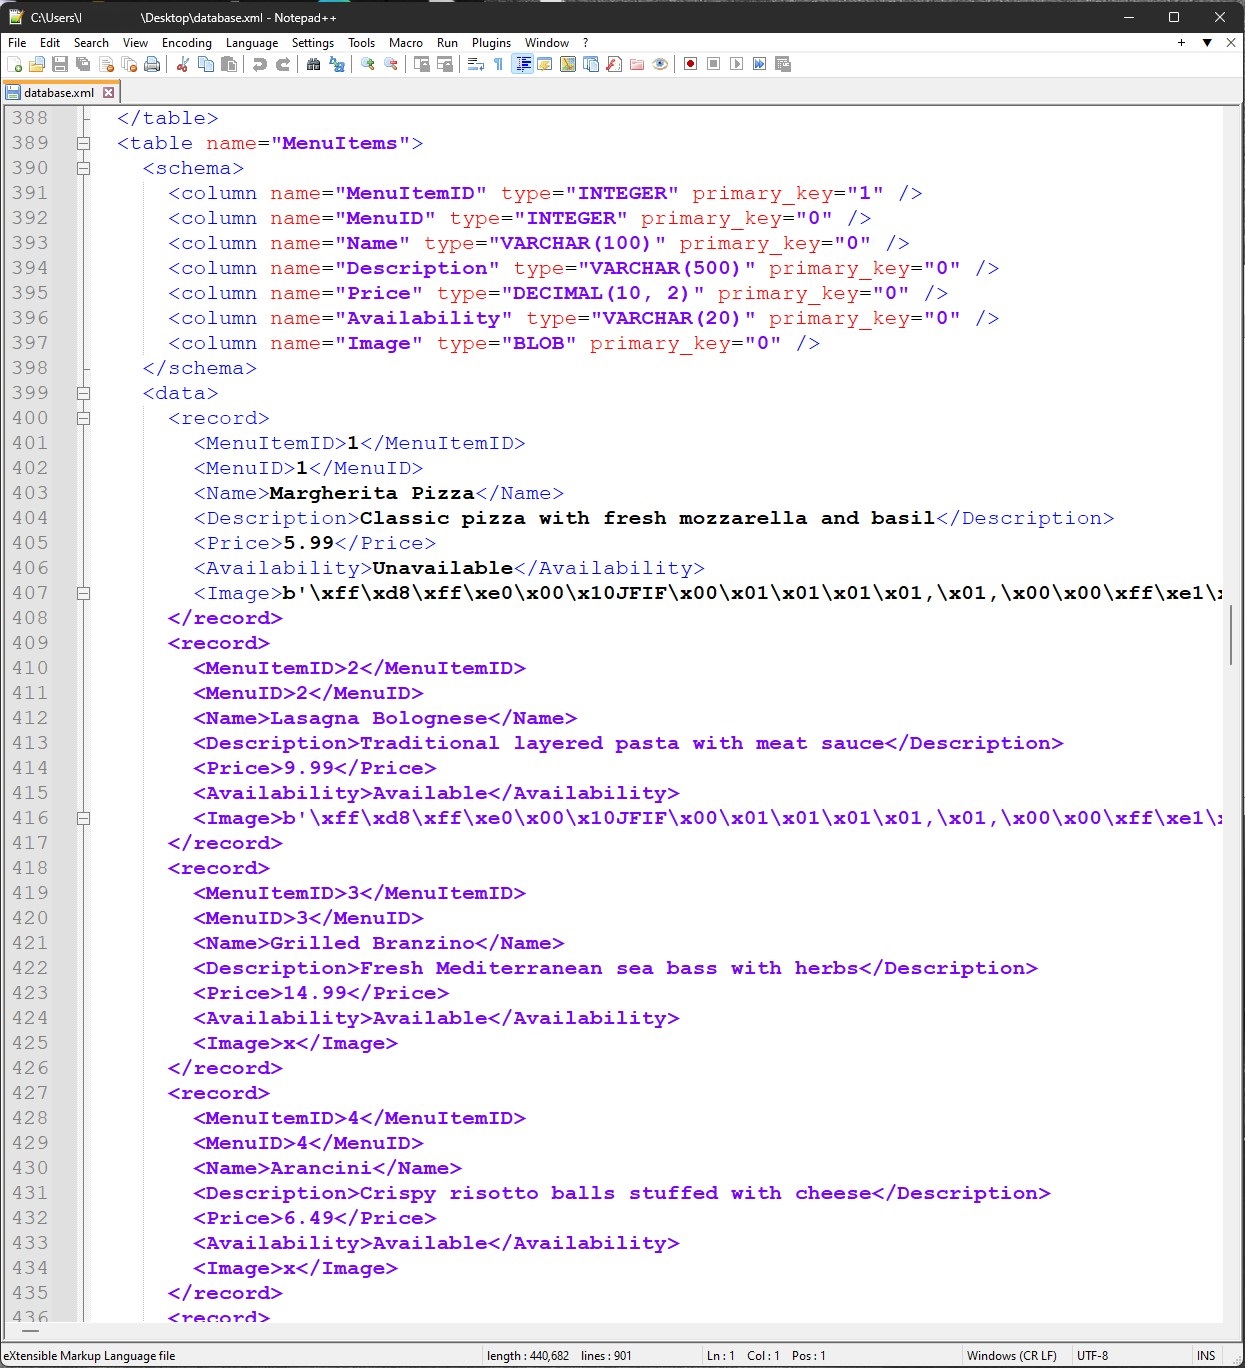 C:\Users\l \Desktop\database.xml - Notepad++
File Edit Search View Encoding Language Settings Tools Macro Run Plugins Window ?
database.xml
388 </table>
389 <table name="MenuItems">
390 <schema>
391 <column name="MenuItemID" type="INTEGER" primary_key="1" />
392 <column name="MenuID" type="INTEGER" primary_key="0" />
393 <column name="Name" type="VARCHAR(100)" primary_key="0" />
394 <column name="Description" type="VARCHAR(500)" primary_key="0" />
395 <column name="Price" type="DECIMAL(10, 2)" primary_key="0" />
396 <column name="Availability" type="VARCHAR(20)" primary_key="0" />
397 <column name="Image" type="BLOB" primary_key="0" />
398 </schema>
399 <data>
400 <record>
401 <MenuItemID>1</MenuItemID>
402 <MenuID>1</MenuID>
403 <Name>Margherita Pizza</Name>
404 <Description>Classic pizza with fresh mozzarella and basil</Description>
405 <Price>5.99</Price>
406 <Availability>Unavailable</Availability>
407 <Image>b'\xff\xd8\xff\xe0\x00\x10JFIF\x00\x01\x01\x01\x01,\x01,\x00\x00\xff\xe1\x
408 </record>
409 <record>
410 <MenuItemID>2</MenuItemID>
411 <MenuID>2</MenuID>
412 <Name>Lasagna Bolognese</Name>
413 <Description>Traditional layered pasta with meat sauce</Description>
414 <Price>9.99</Price>
415 <Availability>Available</Availability>
416 <Image>b'\xff\xd8\xff\xe0\x00\x10JFIF\x00\x01\x01\x01\x01,\x01,\x00\x00\xff\xe1\x
417 </record>
418 <record>
419 <MenuItemID>3</MenuItemID>
420 <MenuID>3</MenuID>
421 <Name>Grilled Branzino</Name>
422 <Description>Fresh Mediterranean sea bass with herbs</Description>
423 <Price>14.99</Price>
424 <Availability>Available</Availability>
425 <Image>x</Image>
426 </record>
427 <record>
428 <MenuItemID>4</MenuItemID>
429 <MenuID>4</MenuID>
430 <Name>Arancini</Name>
431 <Description>Crispy risotto balls stuffed with cheese</Description>
432 <Price>6.49</Price>
433 <Availability>Available</Availability>
434 <Image>x</Image>
435 </record>
436 <record>
eXtensible Markup Language file length : 440,682 lines : 901 Ln : 1 Col : 1 Pos : 1 Windows (CR LF) UTF-8 INS